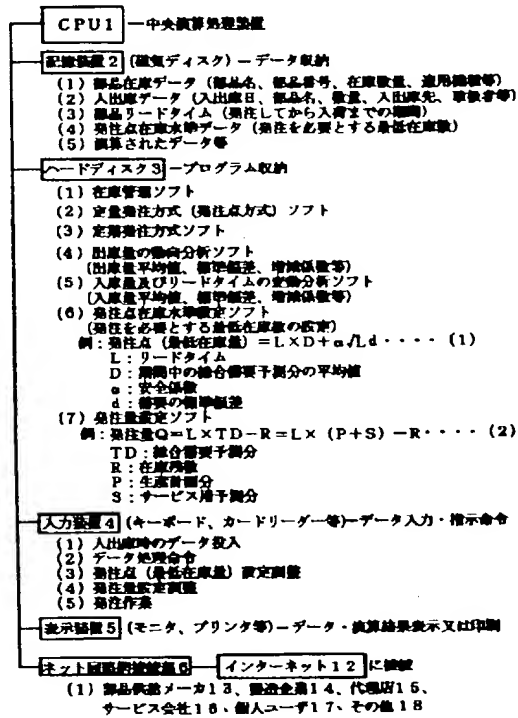 CPU1 ー中央演算処理装置
記憶装置2 (磁気ディスク)ーデータ収納
(1) 部品在庫データ(部品名、部品番号、在庫数量、適用機種等)
(2) 入出庫データ(入出庫日、部品名、数量、入出庫先、取扱者等)
(3) 部品リードタイム(発注してから入荷までの期間)
(4) 発注点在庫水準データ(発注を必要とする最低在庫数)
(5) 演算されたデータ等
ハードディスク3 ープログラム収納
(1) 在庫管理ソフト
(2) 定量発注方式(発注点方式)ソフト
(3) 定期発注方式ソフト
(4) 出庫量の動向分析ソフト
(出庫量平均値、標準偏差、増減係数等)
(5) 入庫量及びリードタイムの変動分析ソフト
(入庫量平均値、標準偏差、増減係数等)
(6) 発注点在庫水準設定ソフト
(発注を必要とする最低在庫数の設定)
例:発注点(最低在庫量)=L×D+α√Ld・・・・(1)
L:リードタイム
D:期間中の総合需要予測分の平均値
α:安全係数
d:需要の標準偏差
(7) 発注量設定ソフト
例:発注量Q=L×TD-R=L×(P+S)-R・・・・(2)
TD:総合需要予測分
R:在庫残数
P:生産計画分
S:サービス用予測分
入力装置4 (キーボード、カードリーダー等)ーデータ入力・指示命令
(1) 入出庫時のデータ投入
(2) データ処理命令
(3) 発注点(最低在庫量)設定調整
(4) 発注量設定調整
(5) 発注作業
表示装置5 (モニタ、プリンタ等)ーデータ・演算結果表示又は印刷
ネット回路網接続器6 インターネット12 に接続
(1) 部品供給メーカ13、製造企業14、代理店15、
サービス会社16、個人ユーザ17、その他18